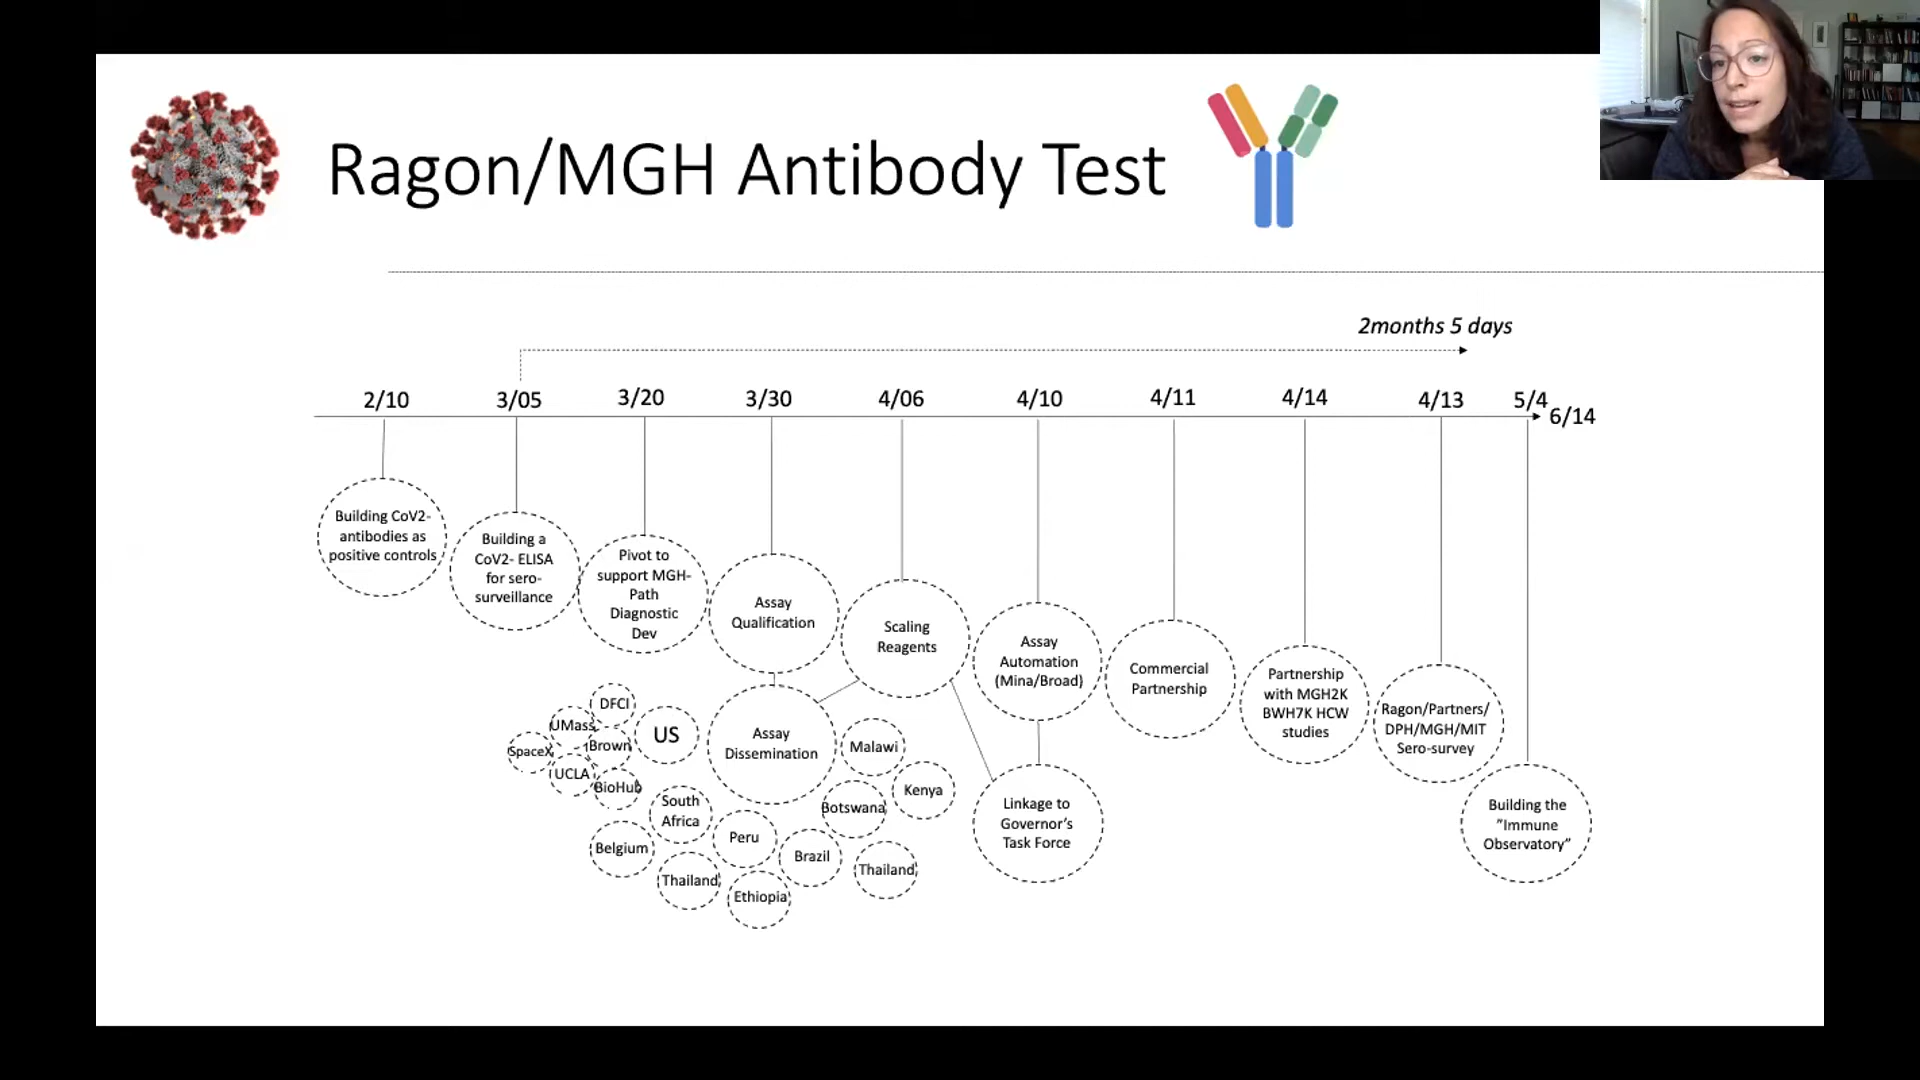 Ragon/MGH Antibody Test
2months 5 days
2/10
3/05
3/20
3/30
4/06
4/10
4/11
4/14
4/13
5/4
6/14
Building CoV2-
antibodies as
positive controls
Building a
CoV2- ELISA
for sero-
surveillance
Pivot to
support MGH-
Path
Diagnostic
Dev
Assay
Qualification
Scaling
Reagents
Assay
Automation
(Mina/Broad)
Commercial
Partnership
Partnership
with MGH2K
BWH7K HCW
studies
Ragon/Partners/
DPH/MGH/MIT
Sero-survey
Building the
”Immune
Observatory”
Assay
Dissemination
Linkage to
Governor’s
Task Force
DFCI
UMass
SpaceX
Brown
UCLA
BioHub
US
South
Africa
Belgium
Thailand
Peru
Ethiopia
Brazil
Botswana
Malawi
Kenya
Thailand